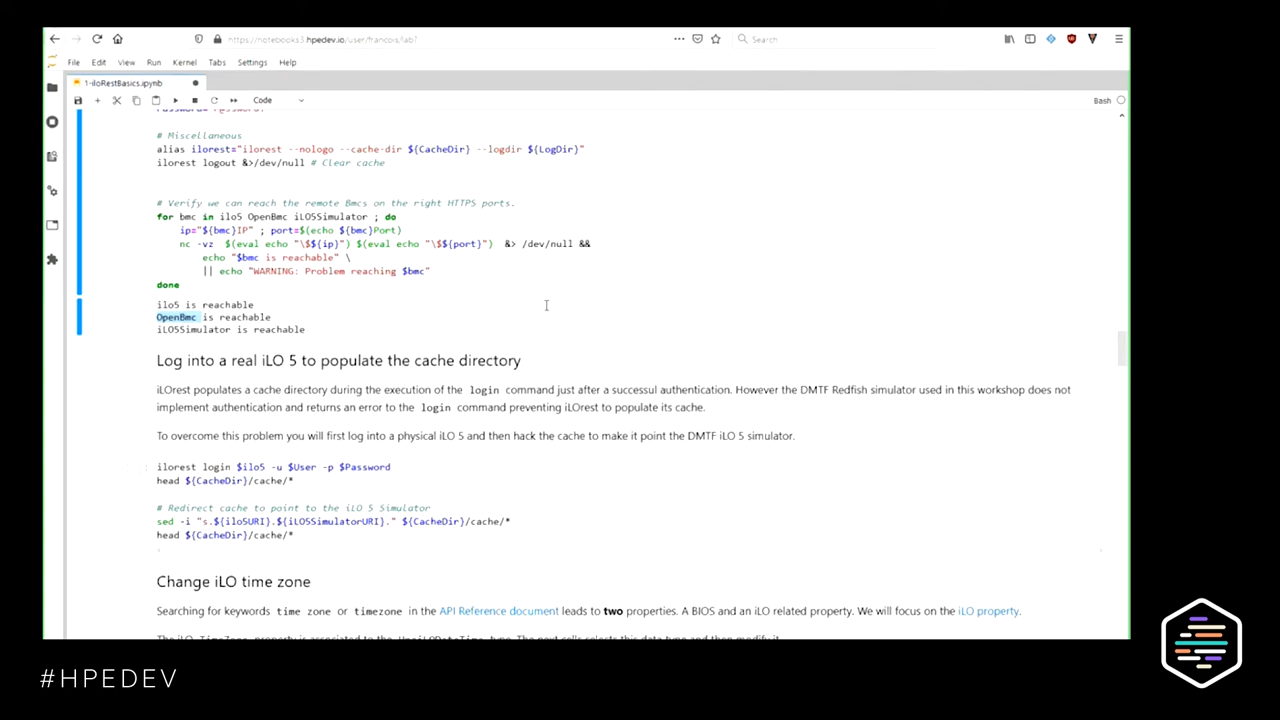 https://notebooks3.hpedev.io/user/francois/lab?
Search
File Edit View Run Kernel Tabs Settings Help
1-iloRestBasics.ipynb
Code
Bash
# Miscellaneous
alias ilorest="ilorest --nologo --cache-dir ${CacheDir} --logdir ${LogDir}"
ilorest logout &>/dev/null # Clear cache
# Verify we can reach the remote Bmcs on the right HTTPS ports.
for bmc in ilo5 OpenBmc iLO5Simulator ; do
ip="${bmc}IP" ; port=$(echo ${bmc}Port)
nc -vz $(eval echo "\$${ip}") $(eval echo "\$${port}") &> /dev/null &&
echo "$bmc is reachable" \
|| echo "WARNING: Problem reaching $bmc"
done
ilo5 is reachable
OpenBmc is reachable
iLO5Simulator is reachable
Log into a real iLO 5 to populate the cache directory
iLOrest populates a cache directory during the execution of the login command just after a successul authentication. However the DMTF Redfish simulator used in this workshop does not
implement authentication and returns an error to the login command preventing iLOrest to populate its cache.
To overcome this problem you will first log into a physical iLO 5 and then hack the cache to make it point the DMTF iLO 5 simulator.
ilorest login $ilo5 -u $User -p $Password
head ${CacheDir}/cache/*
# Redirect cache to point to the iLO 5 Simulator
sed -i "s.${ilo5URI}.${iLO5SimulatorURI}." ${CacheDir}/cache/*
head ${CacheDir}/cache/*
Change iLO time zone
Searching for keywords time zone or timezone in the API Reference document leads to two properties. A BIOS and an iLO related property. We will focus on the iLO property.
#HPEDEV